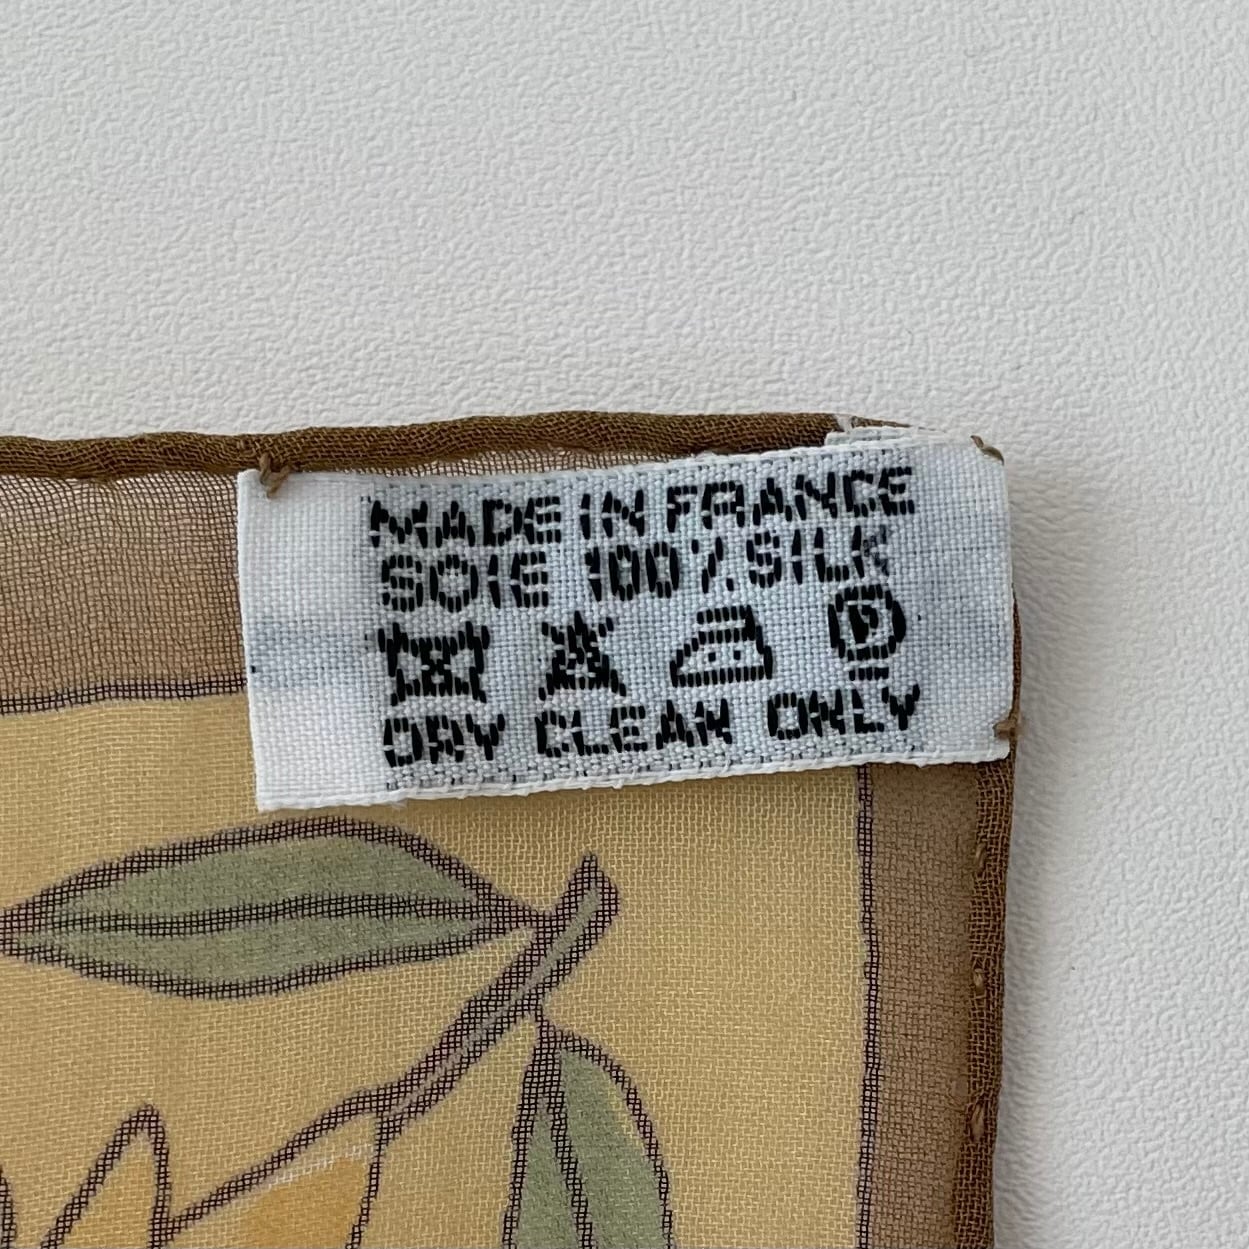 MADE IN FRANCE
SOIE 100% SILK
P
DRY CLEAN ONLY